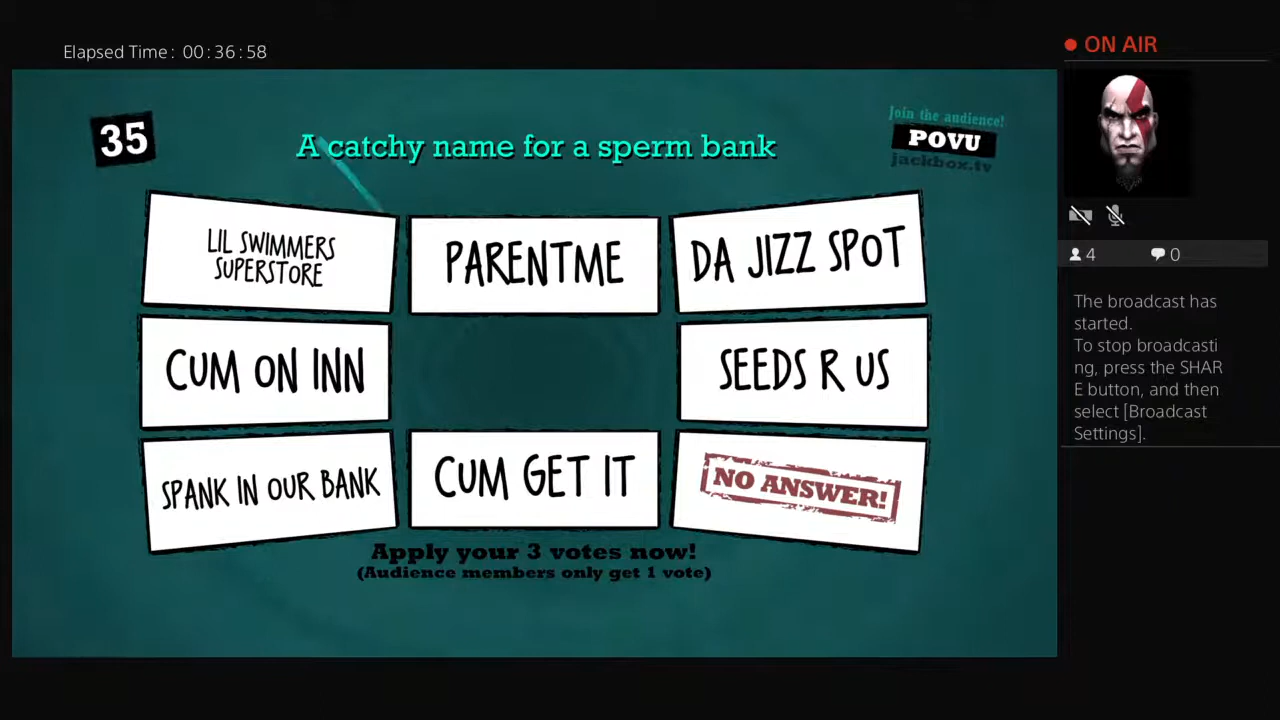 Elapsed Time: 00:36:58
ON AIR
35
A catchy name for a sperm bank
Join the audience!
POVU
jackbox.tv
LIL SWIMMERS
SUPERSTORE
PARENTME
DA JIZZ SPOT
CUM ON INN
SEEDS R US
SPANK IN OUR BANK
CUM GET IT
NO ANSWER!
Apply your 3 votes now!
(Audience members only get 1 vote)
4
0
The broadcast has
started.
To stop broadcasti
ng, press the SHAR
E button, and then
select [Broadcast
Settings].